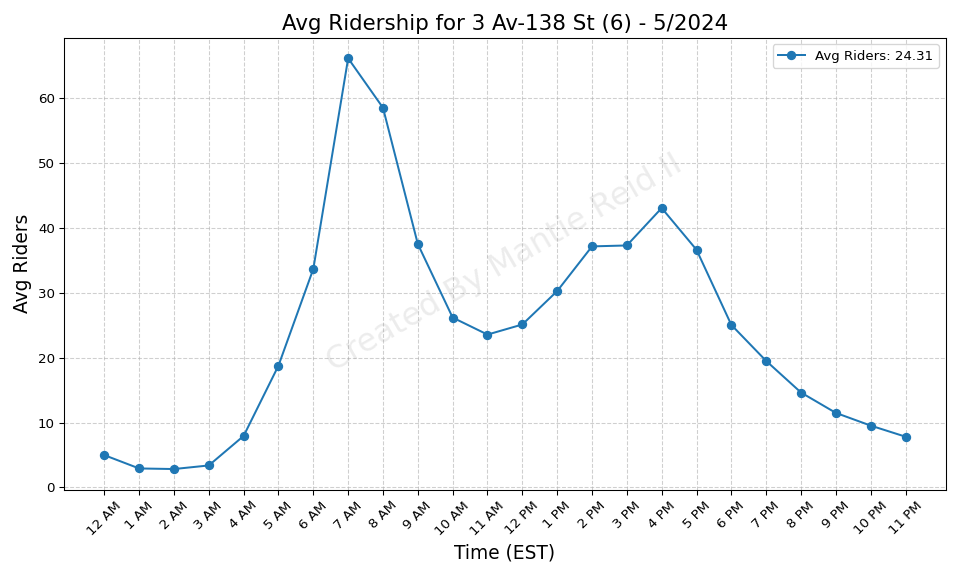 Avg Ridership for 3 Av-138 St (6) - 5/2024
Avg Riders: 24.31
Avg Riders
60
50
40
30
20
10
0
Created By Mantle Reid II
12 AM
1 AM
2 AM
3 AM
4 AM
5 AM
6 AM
7 AM
8 AM
9 AM
10 AM
11 AM
12 PM
1 PM
2 PM
3 PM
4 PM
5 PM
6 PM
7 PM
8 PM
9 PM
10 PM
11 PM
Time (EST)